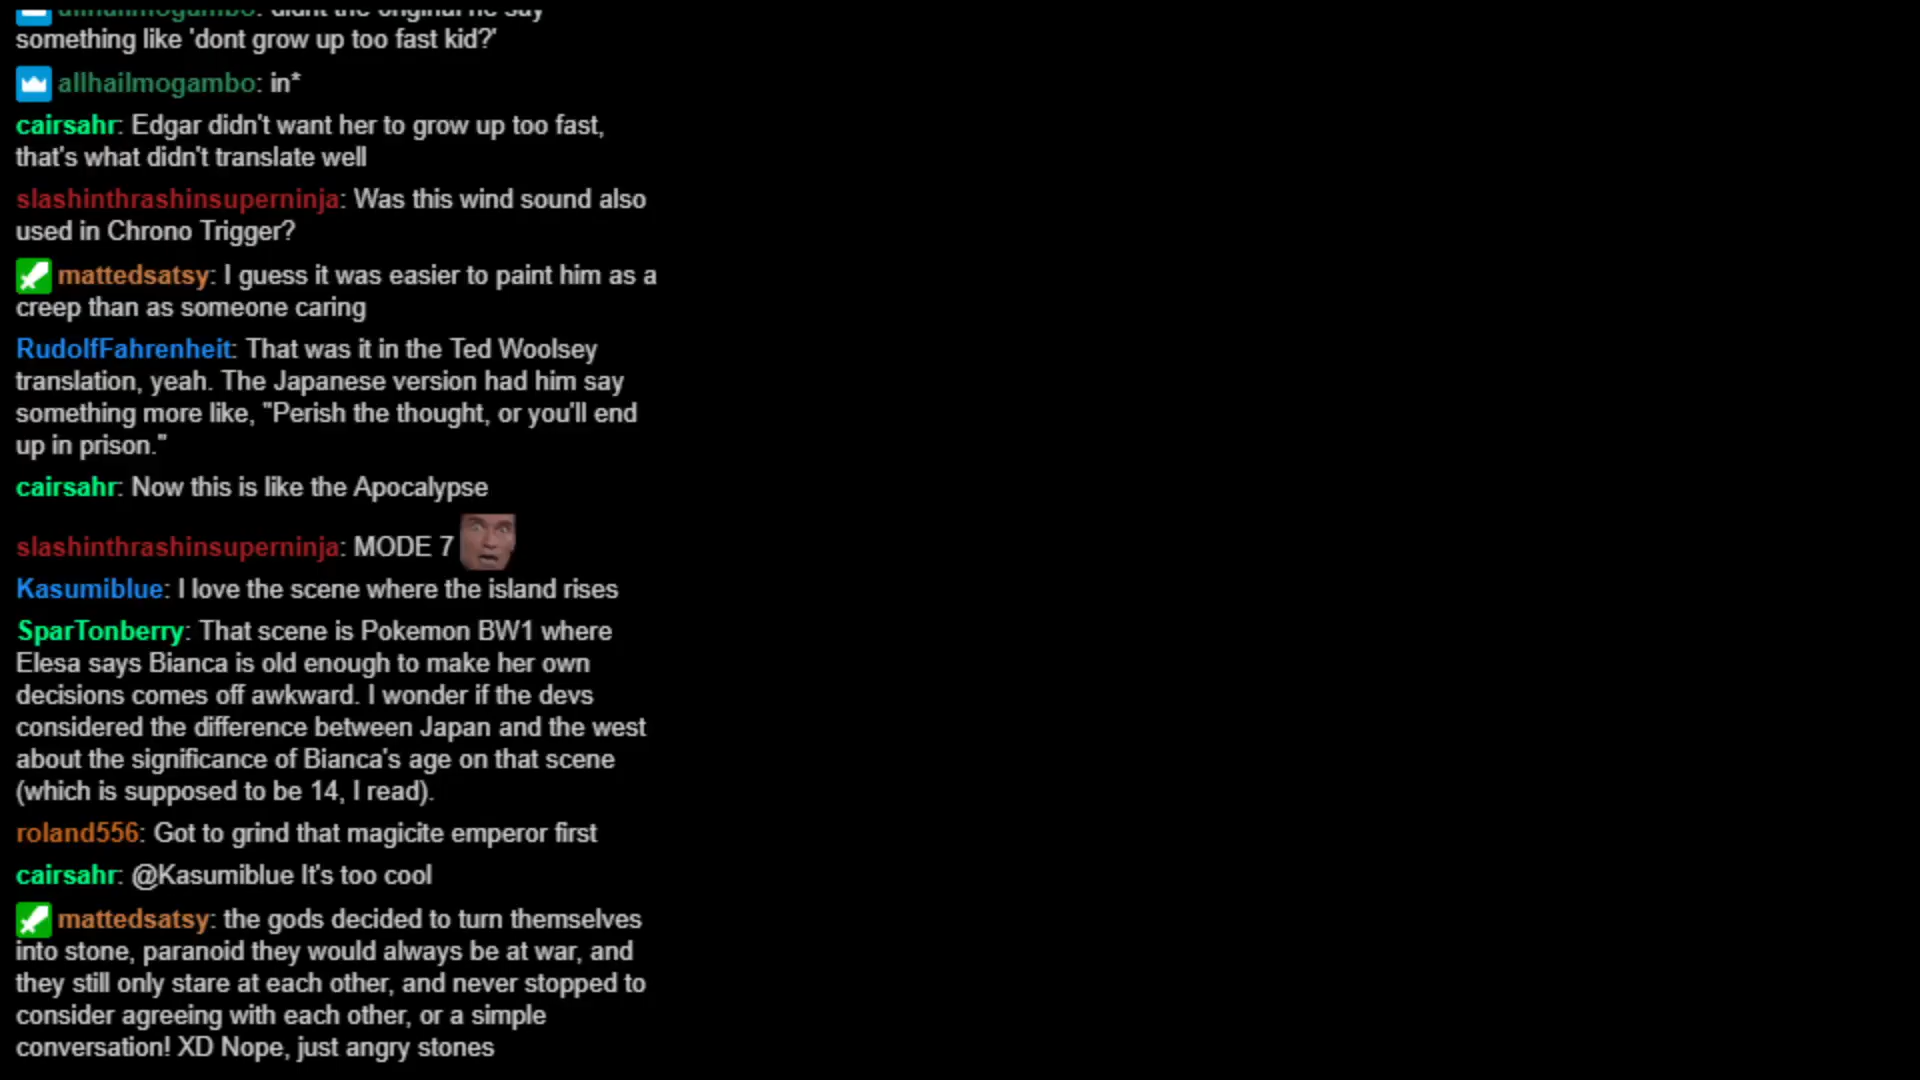 allhailmogambo: didnt the original he say
something like 'dont grow up too fast kid?'
allhailmogambo: in*
cairsahr: Edgar didn't want her to grow up too fast,
that's what didn't translate well
slashinthrashinsuperninja: Was this wind sound also
used in Chrono Trigger?
mattedsatsy: I guess it was easier to paint him as a
creep than as someone caring
RudolfFahrenheit: That was it in the Ted Woolsey
translation, yeah. The Japanese version had him say
something more like, "Perish the thought, or you'll end
up in prison."
cairsahr: Now this is like the Apocalypse
slashinthrashinsuperninja: MODE 7
Kasumiblue: I love the scene where the island rises
SparTonberry: That scene is Pokemon BW1 where
Elesa says Bianca is old enough to make her own
decisions comes off awkward. I wonder if the devs
considered the difference between Japan and the west
about the significance of Bianca's age on that scene
(which is supposed to be 14, I read).
roland556: Got to grind that magicite emperor first
cairsahr: @Kasumiblue It's too cool
mattedsatsy: the gods decided to turn themselves
into stone, paranoid they would always be at war, and
they still only stare at each other, and never stopped to
consider agreeing with each other, or a simple
conversation! XD Nope, just angry stones